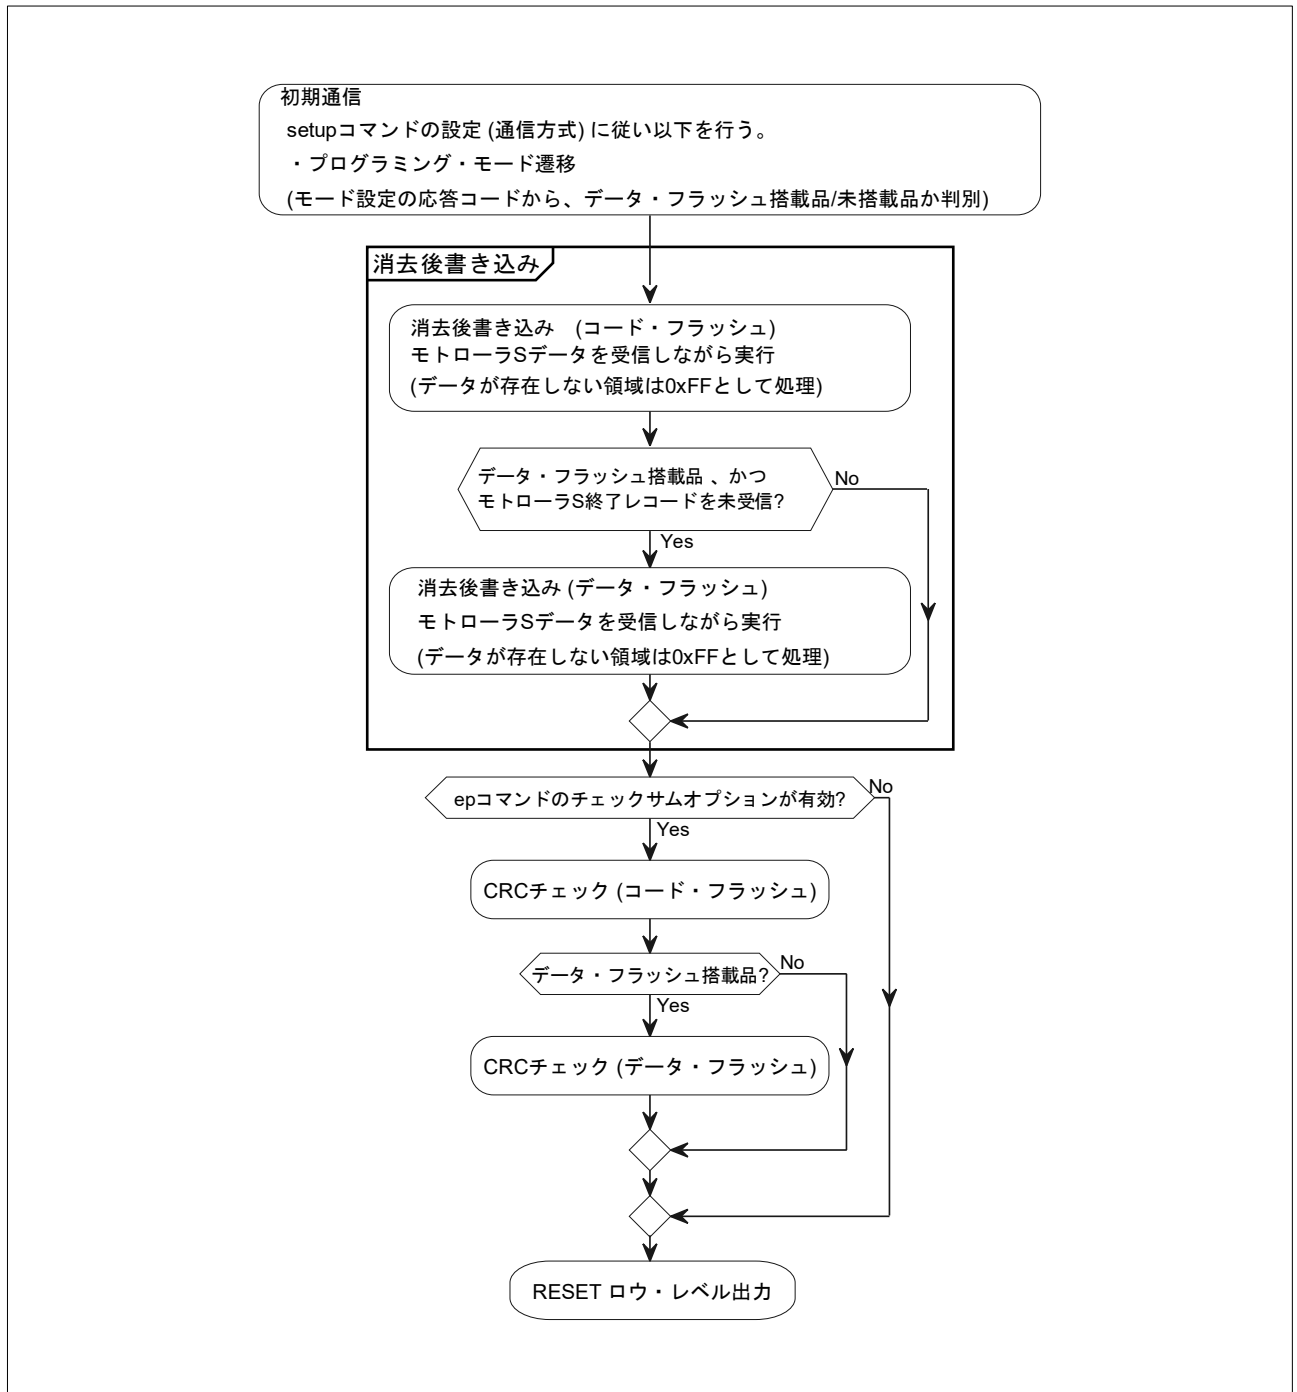 初期通信
setupコマンドの設定 (通信方式) に従い以下を行う。
・プログラミング・モード遷移
(モード設定の応答コードから、データ・フラッシュ搭載品/未搭載品か判別)
消去後書き込み
消去後書き込み (コード・フラッシュ)
モトローラSデータを受信しながら実行
(データが存在しない領域は0xFFとして処理)
データ・フラッシュ搭載品 、かつ
モトローラS終了レコードを未受信?
No
Yes
消去後書き込み (データ・フラッシュ)
モトローラSデータを受信しながら実行
(データが存在しない領域は0xFFとして処理)
epコマンドのチェックサムオプションが有効?
No
Yes
CRCチェック (コード・フラッシュ)
データ・フラッシュ搭載品?
No
Yes
CRCチェック (データ・フラッシュ)
RESET ロウ・レベル出力